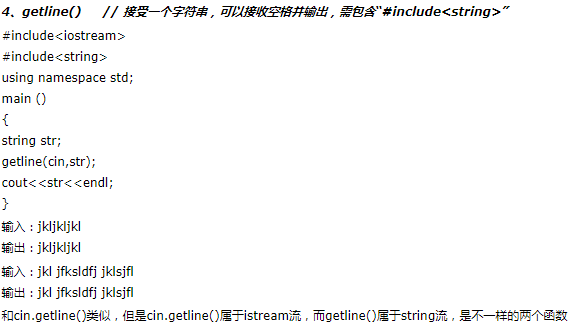 4、getline()     // 接受一个字符串，可以接收空格并输出，需包含“#include<string>”
#include<iostream>
#include<string>
using namespace std;
main ()
{
string str;
getline(cin,str);
cout<<str<<endl;
}
输入：jkljkljkl
输出：jkljkljkl
输入：jkl jfksldfj jklsjfl
输出：jkl jfksldfj jklsjfl
和cin.getline()类似，但是cin.getline()属于istream流，而getline()属于string流，是不一样的两个函数